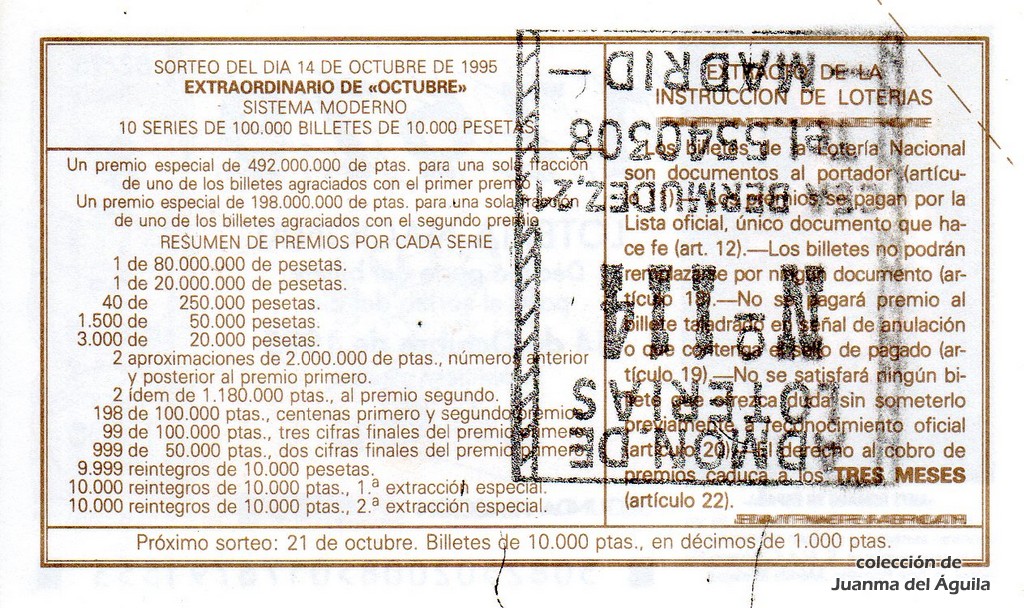 SORTEO DEL DIA 14 DE OCTUBRE DE 1995
EXTRAORDINARIO DE «OCTUBRE»
SISTEMA MODERNO
10 SERIES DE 100.000 BILLETES DE 10.000 PESETAS
Un premio especial de 492.000.000 de ptas. para una sola fracción
de uno de los billetes agraciados con el primer premio
Un premio especial de 198.000.000 de ptas. para una sola fracción
de uno de los billetes agraciados con el segundo premio
RESUMEN DE PREMIOS POR CADA SERIE
1 de 80.000.000 de pesetas.
1 de 20.000.000 de pesetas.
40 de 250.000 pesetas.
1.500 de 50.000 pesetas.
3.000 de 20.000 pesetas.
2 aproximaciones de 2.000.000 de ptas., números anterior
y posterior al premio primero.
2 ídem de 1.180.000 ptas., al premio segundo.
198 de 100.000 ptas., centenas primero y segundo premios
99 de 100.000 ptas., tres cifras finales del premio primero
999 de 50.000 ptas., dos cifras finales del premio primero
9.999 reintegros de 10.000 pesetas.
10.000 reintegros de 10.000 ptas., 1.ª extracción especial.
10.000 reintegros de 10.000 ptas., 2.ª extracción especial.
EXTRACTO DE LA
INSTRUCCION DE LOTERIAS
Los billetes de la Lotería Nacional
son documentos al portador (artícu-
lo 1).—Los premios se pagan por la
Lista oficial, único documento que ha-
ce fe (art. 12).—Los billetes no podrán
remplazarse por ningún documento (ar-
tículo 18).—No se pagará premio al
billete taladrado en señal de anulación
o que contenga el sello de pagado (ar-
tículo 19).—No se satisfará ningún bi-
llete que ofrezca duda sin someterlo
previamente a reconocimiento oficial
(artículo 20).—El derecho al cobro de
premios caduca a los TRES MESES
(artículo 22).
Próximo sorteo: 21 de octubre. Billetes de 10.000 ptas., en décimos de 1.000 ptas.
ADMON. DE
LOTERIAS
Nº 114
BERMUDEZ, 21
5540308
MADRID
colección de
Juanma del Águila